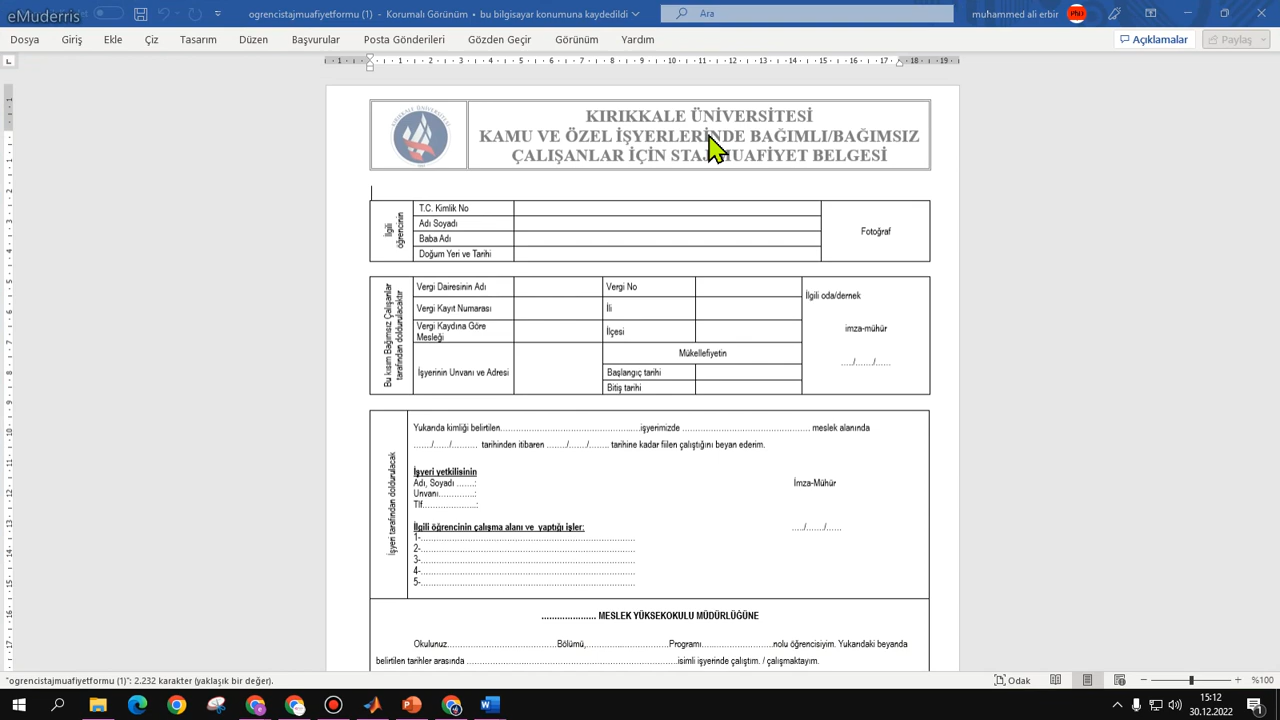 eMuderris
ogrencistajmuafiyetformu (1) - Korumalı Görünüm • bilgisayar konumuna kaydedildi
Ara
muhammed ali erbir
PhD
Dosya Giriş Ekle Çiz Tasarım Düzen Başvurular Posta Gönderileri Gözden Geçir Görünüm Yardım
Açıklamalar
Paylaş
KIRIKKALE ÜNİVERSİTESİ
KAMU VE ÖZEL İŞYERLERİNDE BAĞIMLI/BAĞIMSIZ
ÇALIŞANLAR İÇİN STAJ MUAFİYET BELGESİ
İlgili öğrencinin
T.C. Kimlik No
Adı Soyadı
Baba Adı
Doğum Yeri ve Tarihi
Fotoğraf
Bu kısım Bağımsız Çalışanlar
tarafından doldurulacaktır
Vergi Dairesinin Adı
Vergi No
Vergi Kayıt Numarası
İli
Vergi Kaydına Göre
Mesleği
İlçesi
İşyerinin Unvanı ve Adresi
Mükellefiyetin
Başlangıç tarihi
Bitiş tarihi
İlgili oda/dernek
imza-mühür
…../……./……
İşyeri tarafından doldurulacak
Yukarıda kimliği belirtilen……………………………………………..işyerimizde ………………………………………… meslek alanında
……./……/……… tarihinden itibaren ……../……./…….. tarihine kadar fiilen çalıştığını beyan ederim.
İşyeri yetkilisinin
Adı, Soyadı …….:
İmza-Mühür
Unvanı…………..:
Tlf………………...:
İlgili öğrencinin çalışma alanı ve yaptığı işler:
…../……./……
1-……………………………………………………………………
2-……………………………………………………………………
3-……………………………………………………………………
4-……………………………………………………………………
5-……………………………………………………………………
………………… MESLEK YÜKSEKOKULU MÜDÜRLÜĞÜNE
Okulunuz…………………………………Bölümü,………………………Programı……………………nolu öğrencisiyim. Yukarıdaki beyanda
belirtilen tarihler arasında …………………………………………………………………isimli işyerinde çalıştım. / çalışmaktayım.
"ogrencistajmuafiyetformu (1)": 2.232 karakter (yaklaşık bir değer).
Odak
%100
15:12
30.12.2022